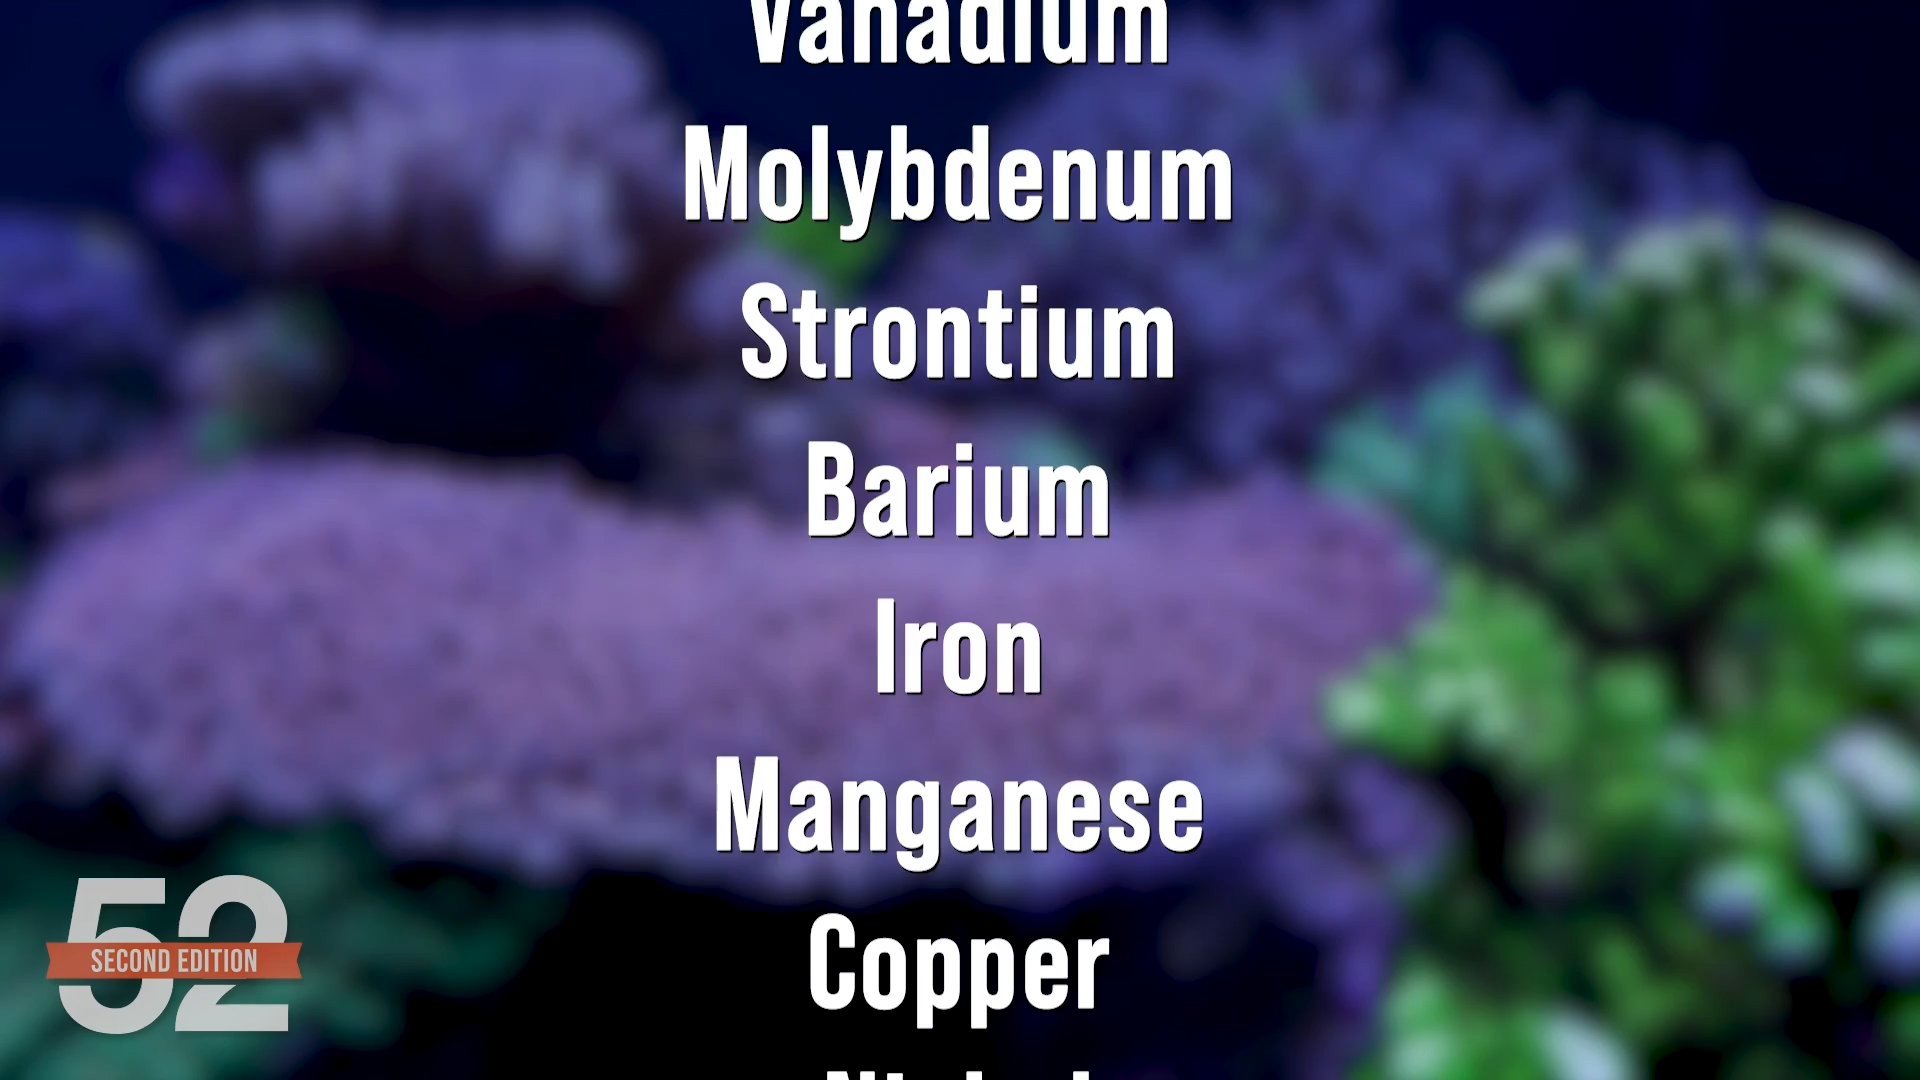 Vanadium
Molybdenum
Strontium
Barium
Iron
Manganese
Copper
52
SECOND EDITION